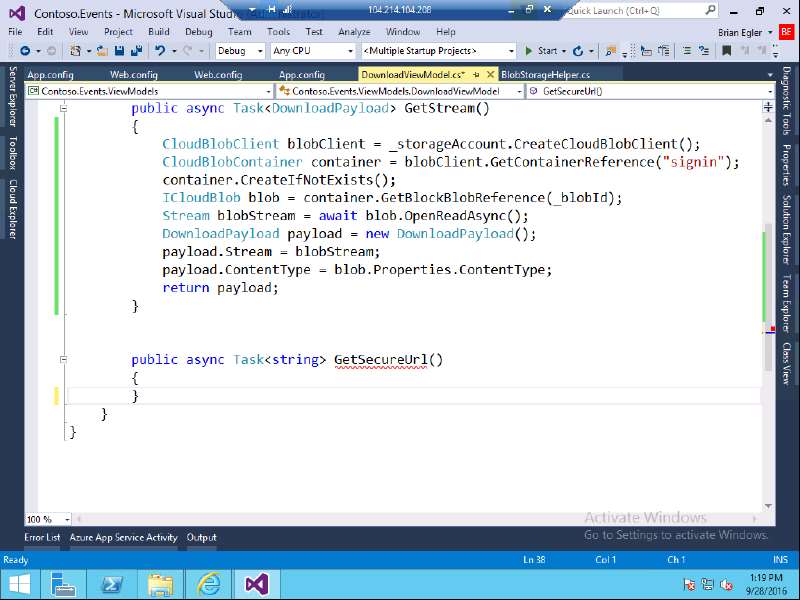 Contoso.Events - Microsoft Visual Stud
104.214.104.208
Quick Launch (Ctrl+Q)
File Edit View Project Build Debug Team Tools Test Analyze Window Help
Brian Egler BE
Debug Any CPU <Multiple Startup Projects> Start
App.config Web.config Web.config App.config DownloadViewModel.cs* BlobStorageHelper.cs
Contoso.Events.ViewModels Contoso.Events.ViewModels.DownloadViewModel GetSecureUrl()
Server Explorer
Toolbox
Cloud Explorer
public async Task<DownloadPayload> GetStream()
{
CloudBlobClient blobClient = _storageAccount.CreateCloudBlobClient();
CloudBlobContainer container = blobClient.GetContainerReference("signin");
container.CreateIfNotExists();
ICloudBlob blob = container.GetBlockBlobReference(_blobId);
Stream blobStream = await blob.OpenReadAsync();
DownloadPayload payload = new DownloadPayload();
payload.Stream = blobStream;
payload.ContentType = blob.Properties.ContentType;
return payload;
}
public async Task<string> GetSecureUrl()
{
}
}
}
Diagnostic Tools
Properties
Solution Explorer
Team Explorer
Class View
100 %
Activate Windows
Go to Settings to activate Windows.
Error List Azure App Service Activity Output
Ready Ln 38 Col 1 Ch 1 INS
1:19 PM
9/28/2016